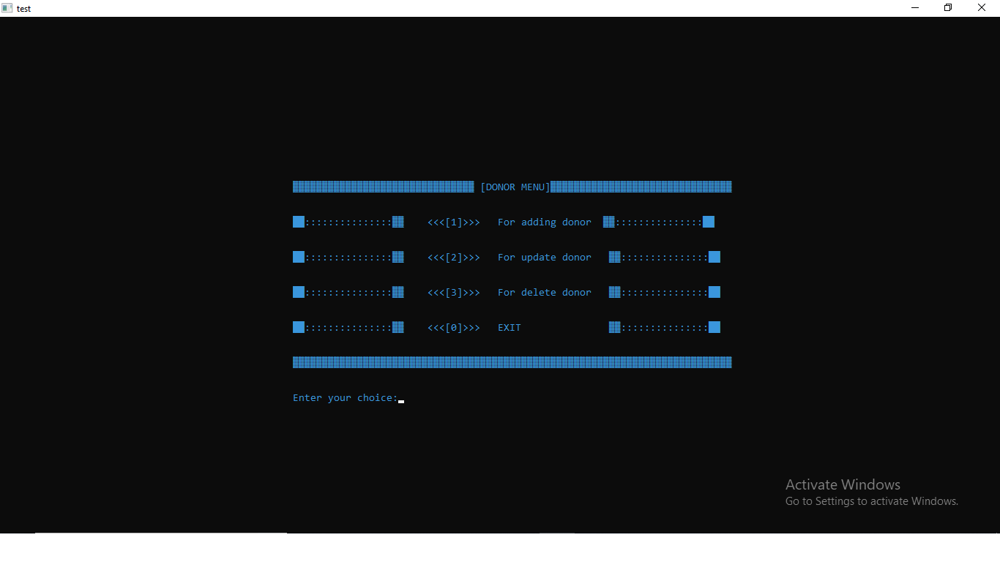 test
[DONOR MENU]
::::::::::::::: <<<[1]>>> For adding donor :::::::::::::::
::::::::::::::: <<<[2]>>> For update donor :::::::::::::::
::::::::::::::: <<<[3]>>> For delete donor :::::::::::::::
::::::::::::::: <<<[0]>>> EXIT :::::::::::::::
Enter your choice:
Activate Windows
Go to Settings to activate Windows.